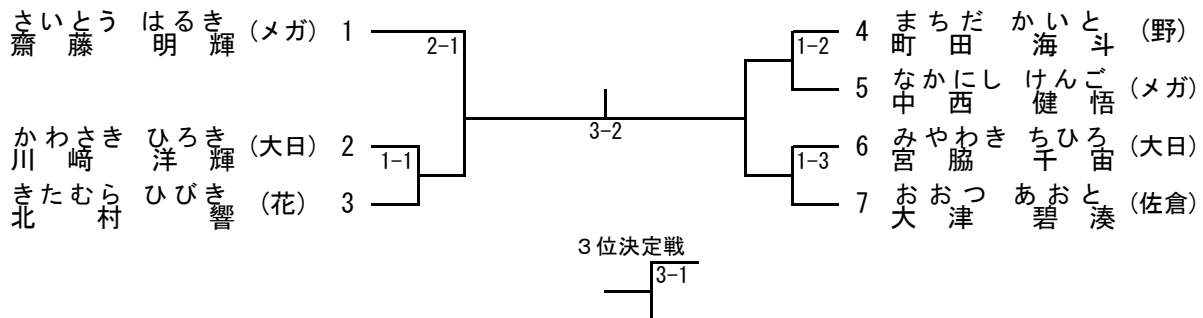 さいとう はるき
齋藤 明輝 (メガ) 1
2-1
かわさき ひろき
川﨑 洋輝 (大日) 2
1-1
きたむら ひびき
北村 響 (花) 3
3-2
まちだ かいと
4 町田 海斗 (野)
1-2
なかにし けんご
5 中西 健悟 (メガ)
みやわき ちひろ
6 宮脇 千宙 (大日)
1-3
おおつ あおと
7 大津 碧湊 (佐倉)
3位決定戦
3-1